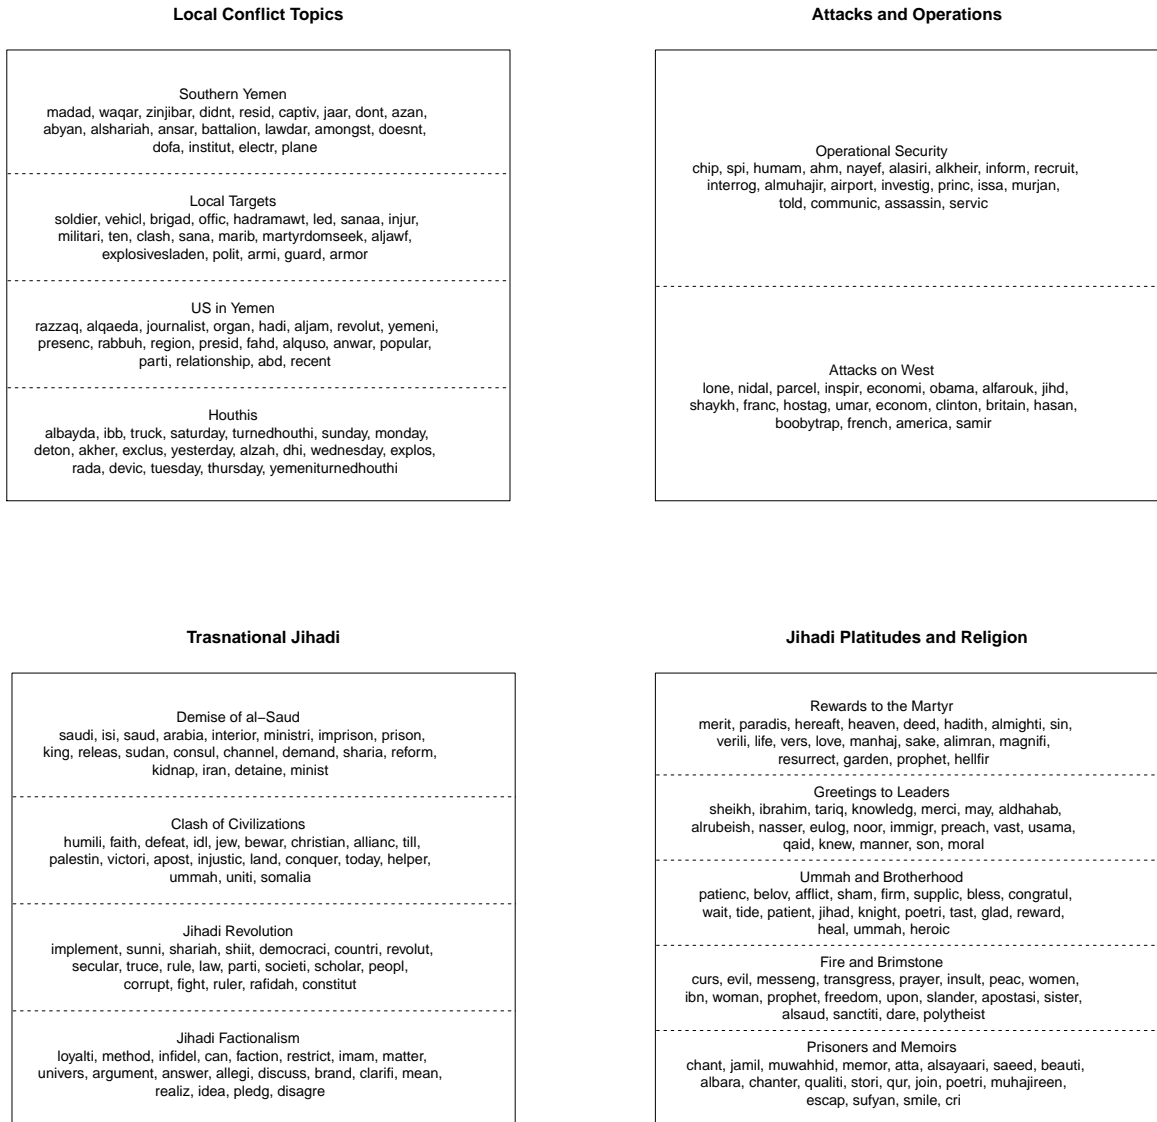 Local Conflict Topics
Southern Yemen
madad, waqar, zinjibar, didnt, resid, captiv, jaar, dont, azan,
abyan, alshariah, ansar, battalion, lawdar, amongst, doesnt,
dofa, institut, electr, plane
Local Targets
soldier, vehicl, brigad, offic, hadramawt, led, sanaa, injur,
militari, ten, clash, sana, marib, martyrdomseek, aljawf,
explosivesladen, polit, armi, guard, armor
US in Yemen
razzaq, alqaeda, journalist, organ, hadi, aljam, revolut, yemeni,
presenc, rabbuh, region, presid, fahd, alquso, anwar, popular,
parti, relationship, abd, recent
Houthis
albayda, ibb, truck, saturday, turnedhouthi, sunday, monday,
deton, akher, exclus, yesterday, alzah, dhi, wednesday, explos,
rada, devic, tuesday, thursday, yemeniturnedhouthi
Attacks and Operations
Operational Security
chip, spi, humam, ahm, nayef, alasiri, alkheir, inform, recruit,
interrog, almuhajir, airport, investig, princ, issa, murjan,
told, communic, assassin, servic
Attacks on West
lone, nidal, parcel, inspir, economi, obama, alfarouk, jihd,
shaykh, franc, hostag, umar, econom, clinton, britain, hasan,
boobytrap, french, america, samir
Trasnational Jihadi
Demise of al−Saud
saudi, isi, saud, arabia, interior, ministri, imprison, prison,
king, releas, sudan, consul, channel, demand, sharia, reform,
kidnap, iran, detaine, minist
Clash of Civilizations
humili, faith, defeat, idl, jew, bewar, christian, allianc, till,
palestin, victori, apost, injustic, land, conquer, today, helper,
ummah, uniti, somalia
Jihadi Revolution
implement, sunni, shariah, shiit, democraci, countri, revolut,
secular, truce, rule, law, parti, societi, scholar, peopl,
corrupt, fight, ruler, rafidah, constitut
Jihadi Factionalism
loyalti, method, infidel, can, faction, restrict, imam, matter,
univers, argument, answer, allegi, discuss, brand, clarifi, mean,
realiz, idea, pledg, disagre
Jihadi Platitudes and Religion
Rewards to the Martyr
merit, paradis, hereaft, heaven, deed, hadith, almighti, sin,
verili, life, vers, love, manhaj, sake, alimran, magnifi,
resurrect, garden, prophet, hellfir
Greetings to Leaders
sheikh, ibrahim, tariq, knowledg, merci, may, aldhahab,
alrubeish, nasser, eulog, noor, immigr, preach, vast, usama,
qaid, knew, manner, son, moral
Ummah and Brotherhood
patienc, belov, afflict, sham, firm, supplic, bless, congratul,
wait, tide, patient, jihad, knight, poetri, tast, glad, reward,
heal, ummah, heroic
Fire and Brimstone
curs, evil, messeng, transgress, prayer, insult, peac, women,
ibn, woman, prophet, freedom, upon, slander, apostasi, sister,
alsaud, sanctiti, dare, polytheist
Prisoners and Memoirs
chant, jamil, muwahhid, memor, atta, alsayaari, saeed, beauti,
albara, chanter, qualiti, stori, qur, join, poetri, muhajireen,
escap, sufyan, smile, cri